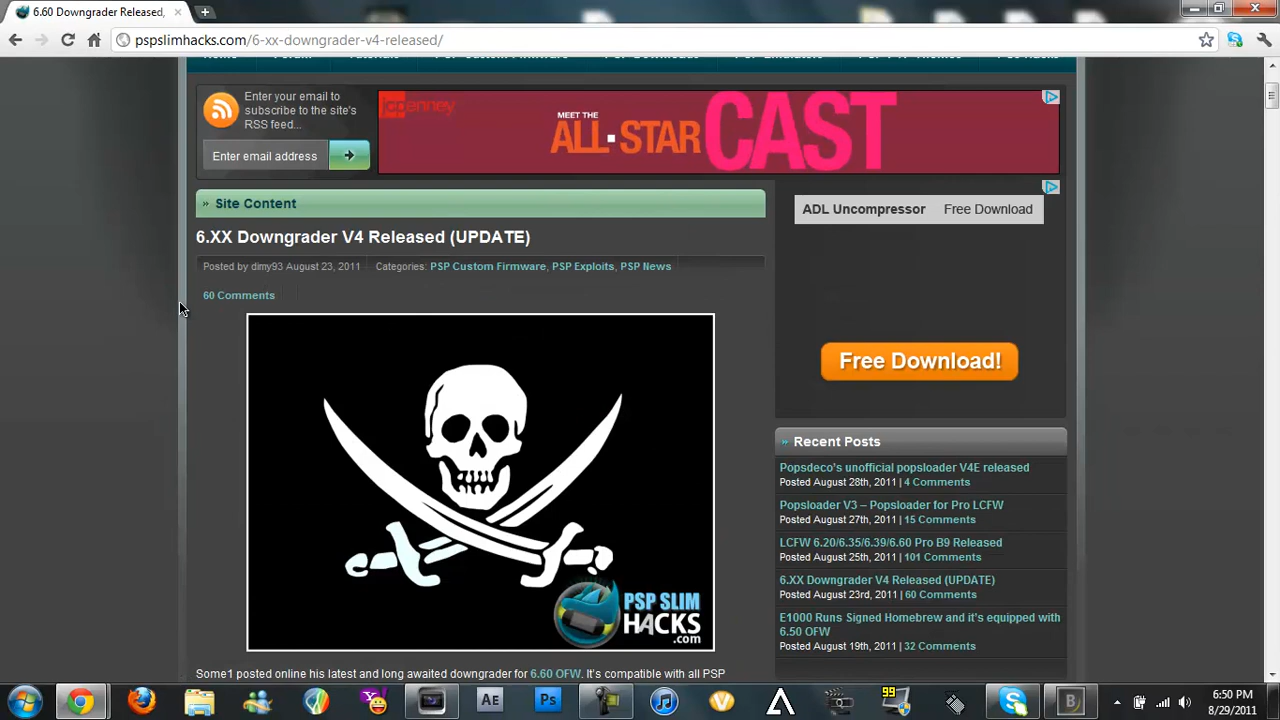 6.60 Downgrader Released,
pspslimhacks.com/6-xx-downgrader-v4-released/
Enter your email to
subscribe to the site's
RSS feed...
Enter email address
jcpenney
MEET THE
ALL-STAR CAST
Site Content
6.XX Downgrader V4 Released (UPDATE)
Posted by dimy93 August 23, 2011 Categories: PSP Custom Firmware, PSP Exploits, PSP News
60 Comments
PSP SLIM
HACKS
.com
Some1 posted online his latest and long awaited downgrader for 6.60 OFW. It's compatible with all PSP
ADL Uncompressor Free Download
Free Download!
Recent Posts
Popsdeco's unofficial popsloader V4E released
Posted August 28th, 2011 | 4 Comments
Popsloader V3 – Popsloader for Pro LCFW
Posted August 27th, 2011 | 15 Comments
LCFW 6.20/6.35/6.39/6.60 Pro B9 Released
Posted August 25th, 2011 | 101 Comments
6.XX Downgrader V4 Released (UPDATE)
Posted August 23rd, 2011 | 60 Comments
E1000 Runs Signed Homebrew and it's equipped with
6.50 OFW
Posted August 19th, 2011 | 32 Comments
AE
Ps
99
6:50 PM
8/29/2011